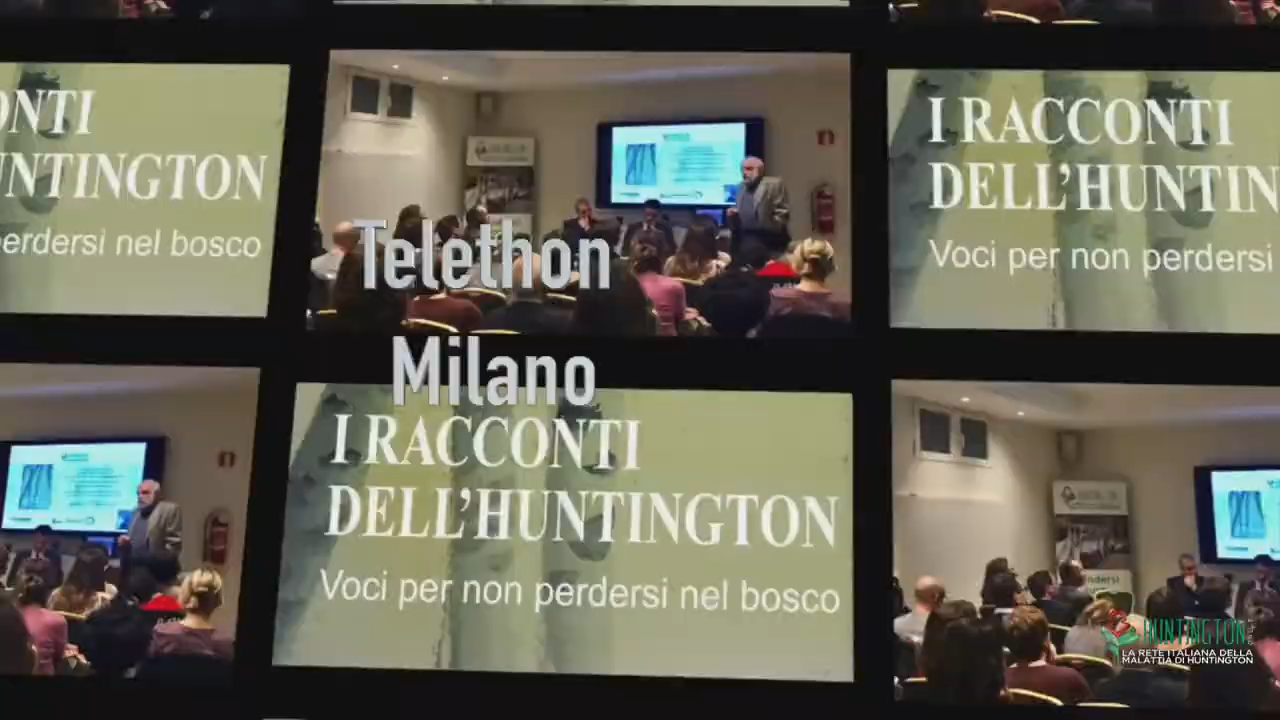 ONTI
UNTINGTON
perdersi nel bosco
I RACCONTI
DELL'HUNTIN
Voci per non perdersi
Telethon
Milano
I RACCONTI
DELL'HUNTINGTON
Voci per non perdersi nel bosco
HUNTINGTON
LA RETE ITALIANA DELLA
MALATTIA DI HUNTINGTON